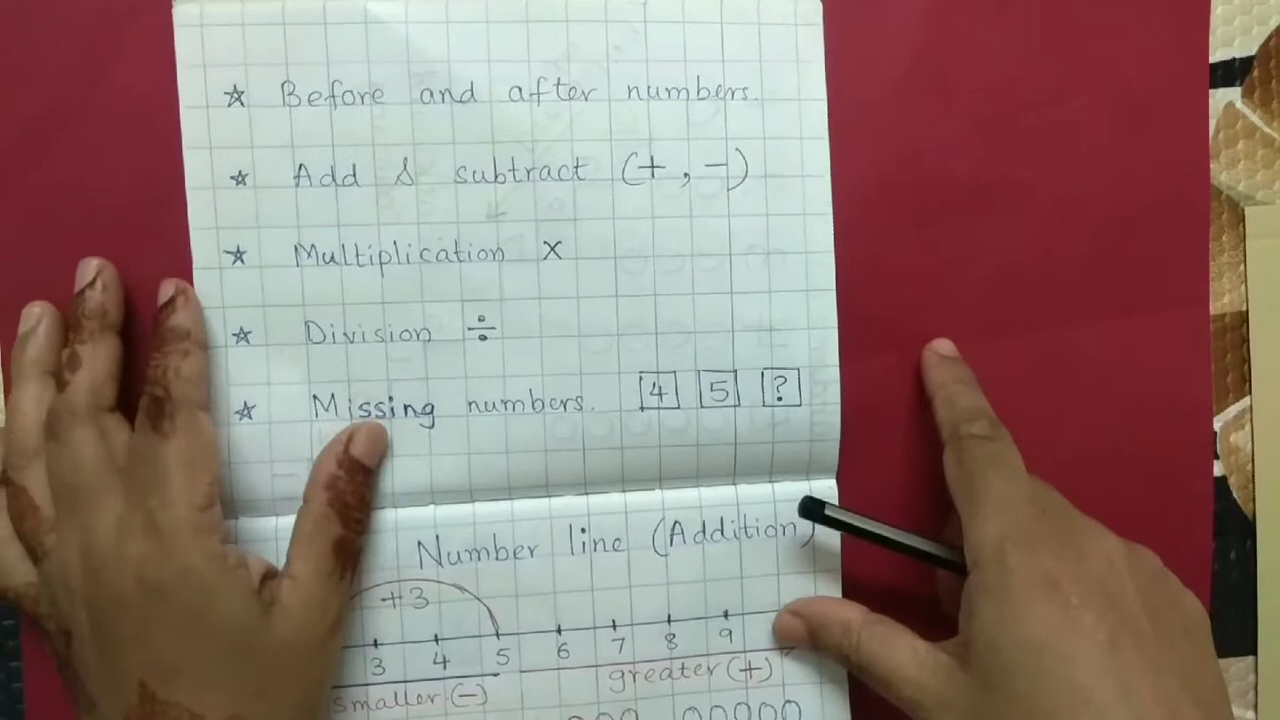 ☆ Before and after numbers.
☆ Add & subtract (+, -)
☆ Multiplication ×
☆ Division ÷
☆ Missing numbers. 4 5 ?
Number line (Addition)
+3
3 4 5 6 7 8 9
smaller (-) greater (+)